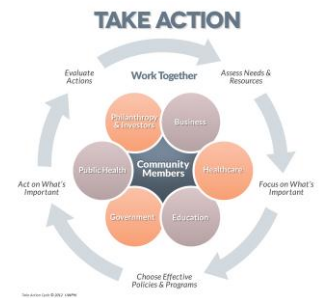 TAKE ACTION
Work Together
Evaluate
Actions
Assess Needs &
Resources
Focus on What's
Important
Choose Effective
Policies & Programs
Act on What's
Important
Philanthropy
& Investors
Business
Public Health
Community
Members
Healthcare
Government
Education